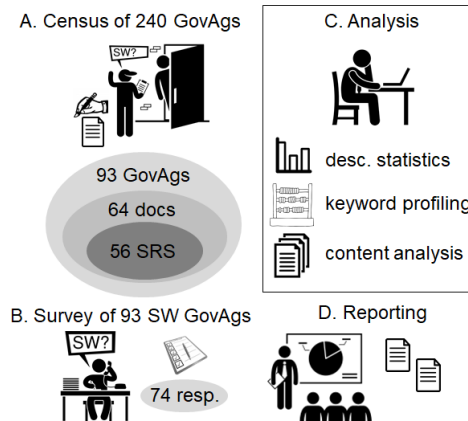 A. Census of 240 GovAgs
SW?
93 GovAgs
64 docs
56 SRS
B. Survey of 93 SW GovAgs
SW?
74 resp.
C. Analysis
desc. statistics
keyword profiling
content analysis
D. Reporting